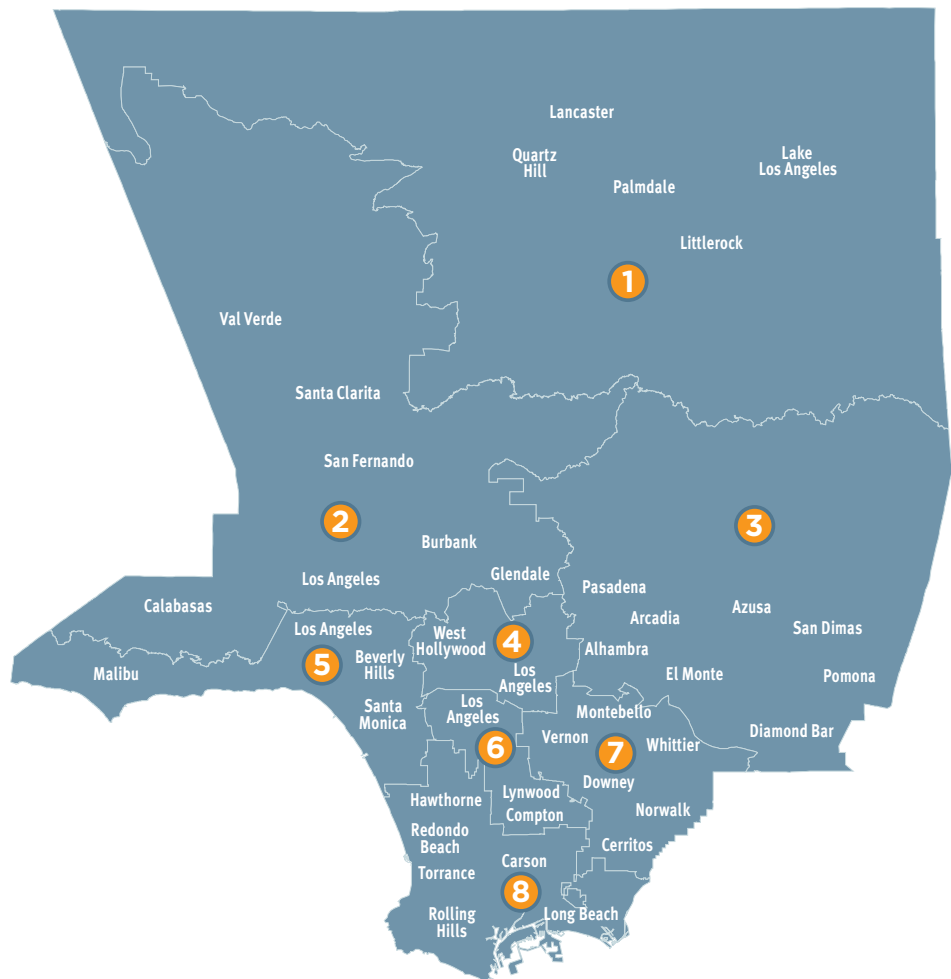 Lancaster
Quartz
Hill
Lake
Los Angeles
Palmdale
Littlerock
1
Val Verde
Santa Clarita
San Fernando
2
3
Burbank
Glendale
Los Angeles
Pasadena
Calabasas
Arcadia
Azusa
San Dimas
Los Angeles
West
Hollywood
4
Alhambra
5
Beverly
Hills
Malibu
Los
Angeles
El Monte
Pomona
Santa
Monica
Los
Angeles
Montebello
Diamond Bar
6
Vernon
7
Whittier
Downey
Hawthorne
Lynwood
Compton
Norwalk
Redondo
Beach
Cerritos
Carson
Torrance
8
Rolling
Hills
Long Beach